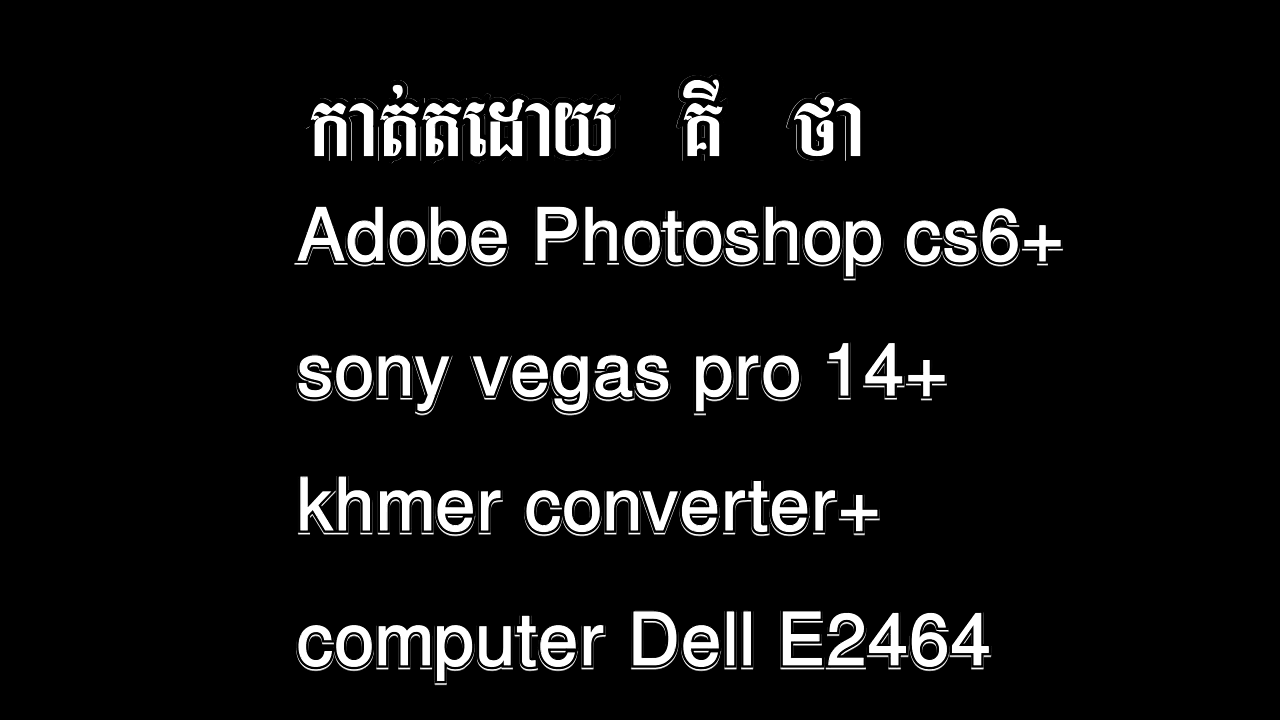 កាត់តដោយ គី ថា
Adobe Photoshop cs6+
sony vegas pro 14+
khmer converter+
computer Dell E2464